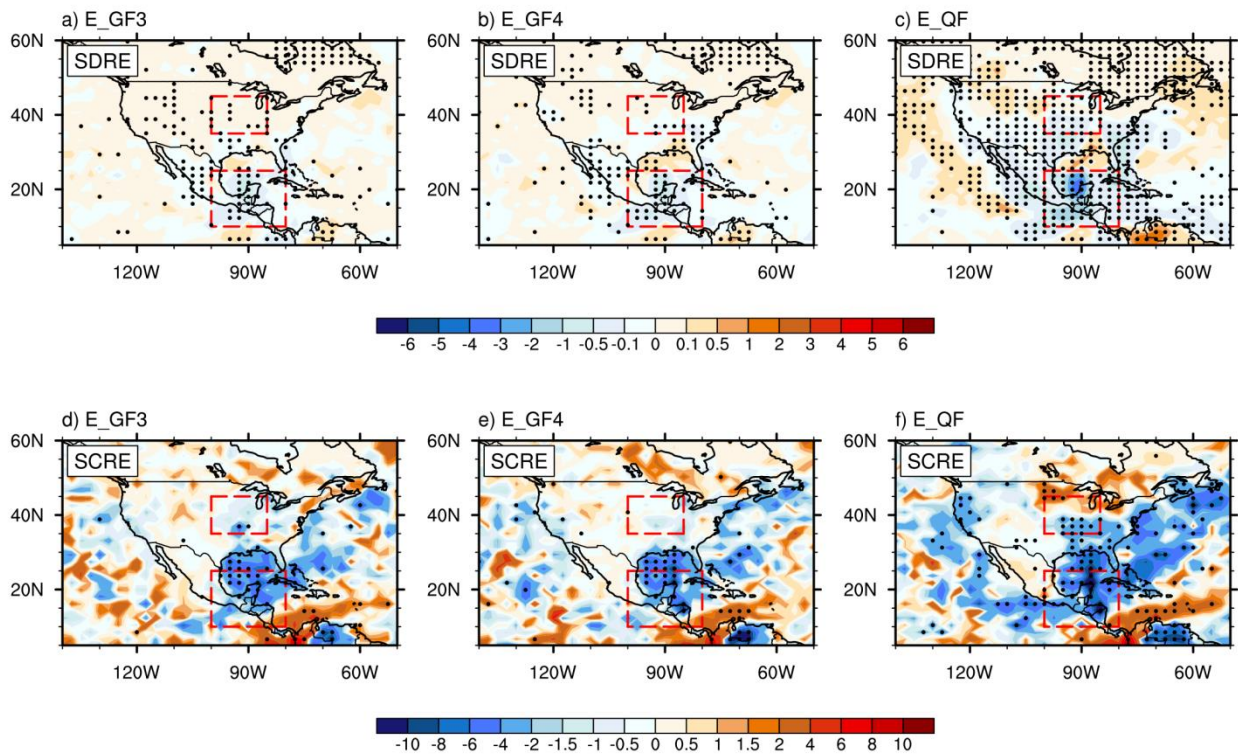 a) E_GF3 b) E_GF4 c) E_QF
60N 60N 60N
SDRE SDRE SDRE
40N 40N 40N
20N 20N 20N
120W 90W 60W 120W 90W 60W 120W 90W 60W
-6 -5 -4 -3 -2 -1 -0.5 -0.1 0 0.1 0.5 1 2 3 4 5 6
d) E_GF3 e) E_GF4 f) E_QF
60N 60N 60N
SCRE SCRE SCRE
40N 40N 40N
20N 20N 20N
120W 90W 60W 120W 90W 60W 120W 90W 60W
-10 -8 -6 -4 -2 -1.5 -1 -0.5 0 0.5 1 1.5 2 4 6 8 10